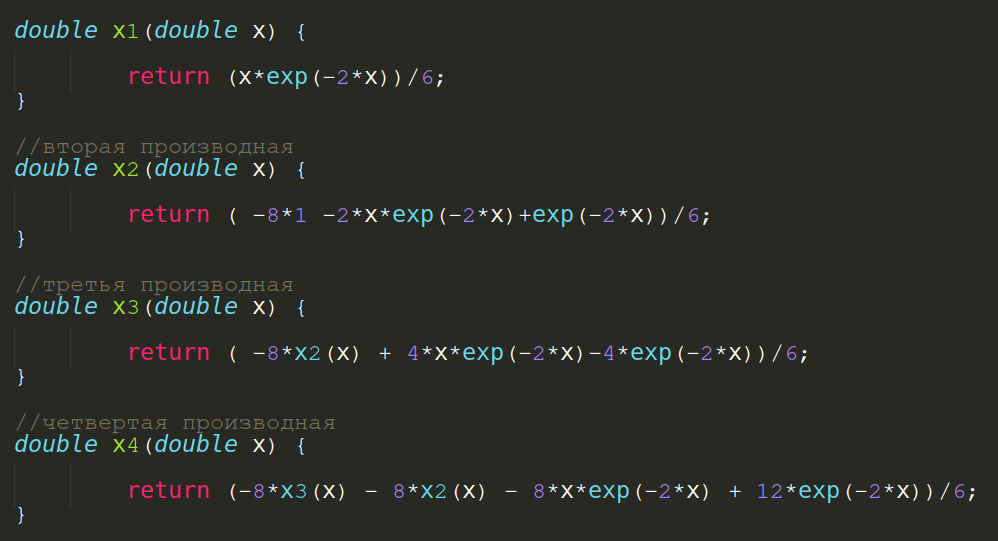 double x1(double x) {
return (x*exp(-2*x))/6;
}
//вторая производная
double x2(double x) {
return ( -8*1 -2*x*exp(-2*x)+exp(-2*x))/6;
}
//третья производная
double x3(double x) {
return ( -8*x2(x) + 4*x*exp(-2*x)-4*exp(-2*x))/6;
}
//четвертая производная
double x4(double x) {
return (-8*x3(x) - 8*x2(x) - 8*x*exp(-2*x) + 12*exp(-2*x))/6;
}